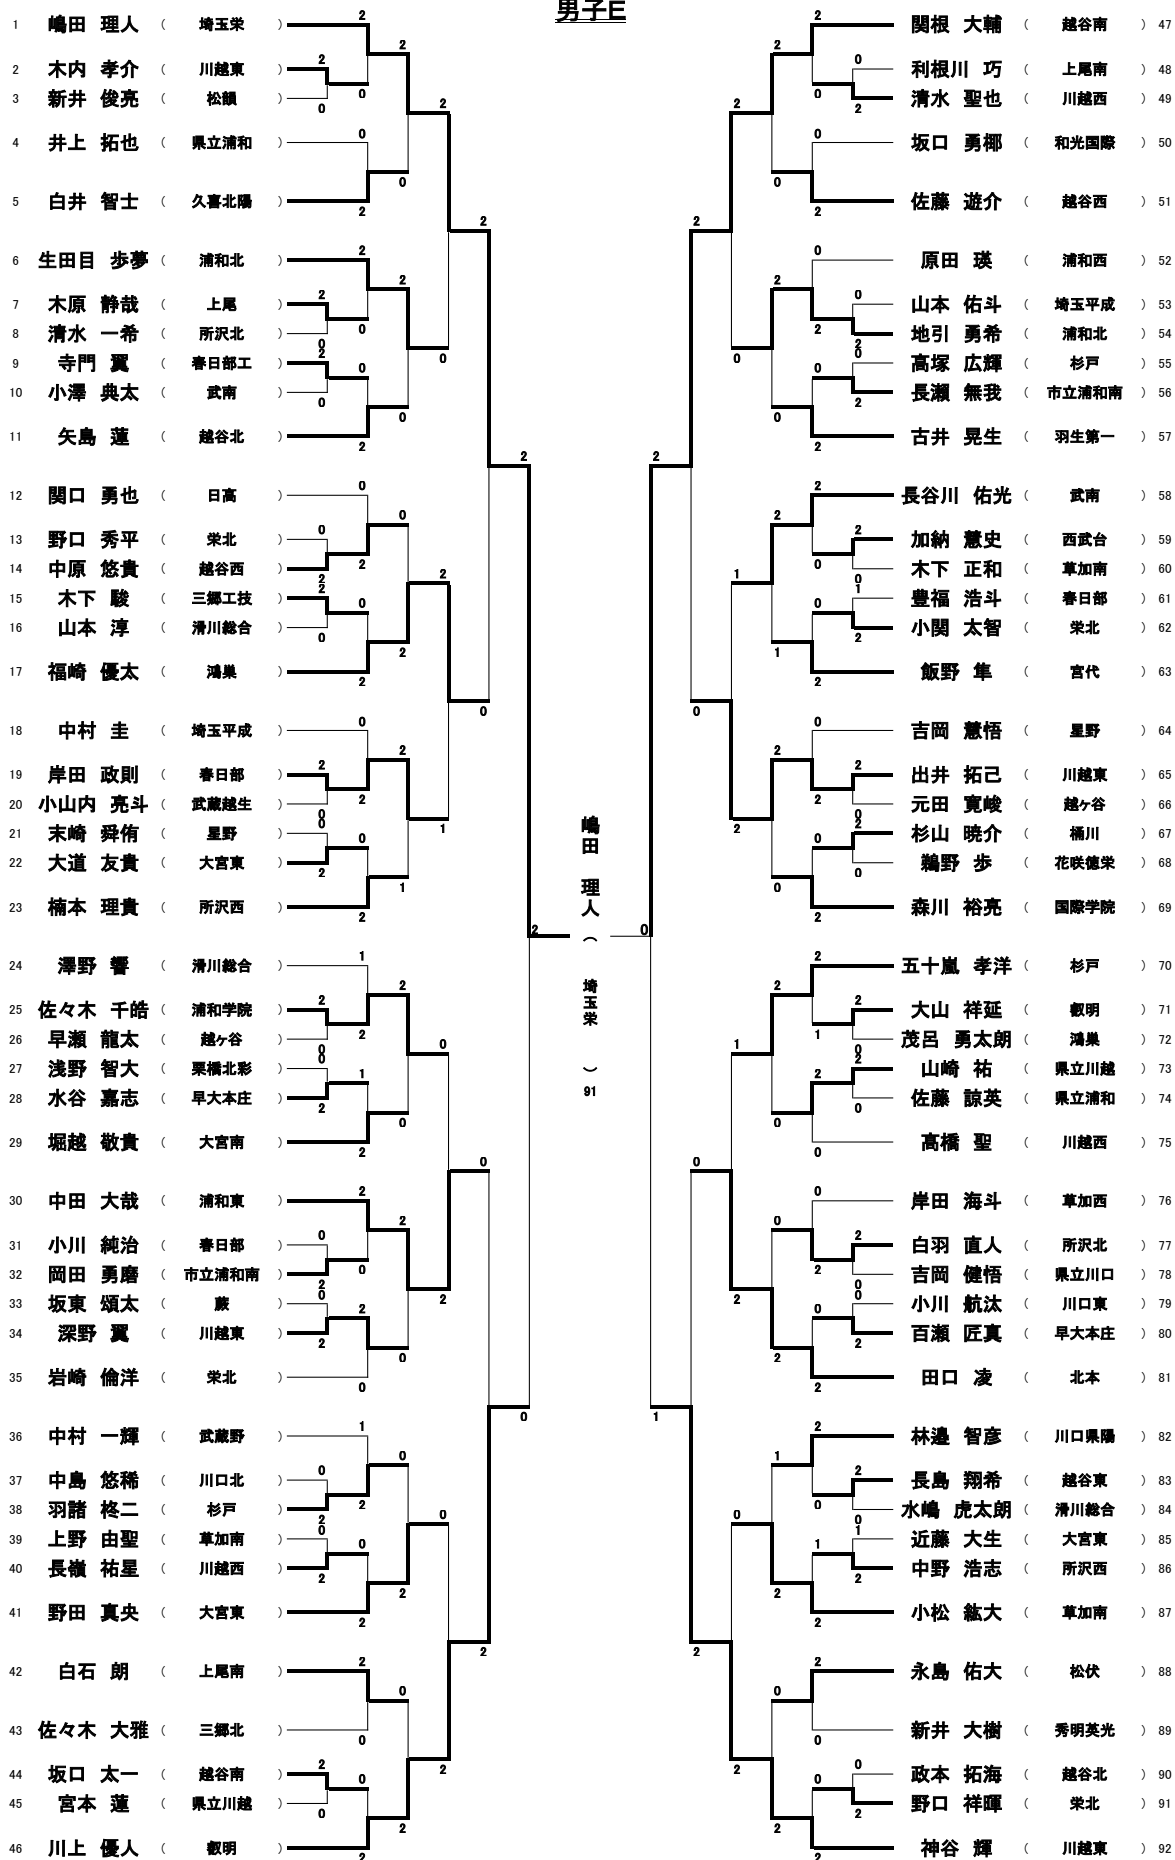 男子E
1 嶋田 理人 （ 埼玉栄 ）
2 木内 孝介 （ 川越東 ）
3 新井 俊亮 （ 松韻 ）
4 井上 拓也 （ 県立浦和 ）
5 白井 智士 （ 久喜北陽 ）
6 生田目 歩夢 （ 浦和北 ）
7 木原 静哉 （ 上尾 ）
8 清水 一希 （ 所沢北 ）
9 寺門 翼 （ 春日部工 ）
10 小澤 典太 （ 武南 ）
11 矢島 蓮 （ 越谷北 ）
12 関口 勇也 （ 日高 ）
13 野口 秀平 （ 栄北 ）
14 中原 悠貴 （ 越谷西 ）
15 木下 駿 （ 三郷工技 ）
16 山本 淳 （ 滑川総合 ）
17 福崎 優太 （ 鴻巣 ）
18 中村 圭 （ 埼玉平成 ）
19 岸田 政則 （ 春日部 ）
20 小山内 亮斗 （ 武蔵越生 ）
21 末崎 舜侑 （ 星野 ）
22 大道 友貴 （ 大宮東 ）
23 楠本 理貴 （ 所沢西 ）
24 澤野 響 （ 滑川総合 ）
25 佐々木 千皓 （ 浦和学院 ）
26 早瀬 龍太 （ 越ヶ谷 ）
27 浅野 智大 （ 栗橋北彩 ）
28 水谷 嘉志 （ 早大本庄 ）
29 堀越 敬貴 （ 大宮南 ）
30 中田 大哉 （ 浦和東 ）
31 小川 純治 （ 春日部 ）
32 岡田 勇磨 （ 市立浦和南 ）
33 坂東 頌太 （ 蕨 ）
34 深野 翼 （ 川越東 ）
35 岩崎 倫洋 （ 栄北 ）
36 中村 一輝 （ 武蔵野 ）
37 中島 悠稀 （ 川口北 ）
38 羽諸 柊二 （ 杉戸 ）
39 上野 由聖 （ 草加南 ）
40 長嶺 祐星 （ 川越西 ）
41 野田 真央 （ 大宮東 ）
42 白石 朗 （ 上尾南 ）
43 佐々木 大雅 （ 三郷北 ）
44 坂口 太一 （ 越谷南 ）
45 宮本 蓮 （ 県立川越 ）
46 川上 優人 （ 叡明 ）
嶋田 理人 （ 埼玉栄 ） 91
関根 大輔 （ 越谷南 ） 47
利根川 巧 （ 上尾南 ） 48
清水 聖也 （ 川越西 ） 49
坂口 勇梛 （ 和光国際 ） 50
佐藤 遊介 （ 越谷西 ） 51
原田 瑛 （ 浦和西 ） 52
山本 佑斗 （ 埼玉平成 ） 53
地引 勇希 （ 浦和北 ） 54
高塚 広輝 （ 杉戸 ） 55
長瀬 無我 （ 市立浦和南 ） 56
古井 晃生 （ 羽生第一 ） 57
長谷川 佑光 （ 武南 ） 58
加納 慧史 （ 西武台 ） 59
木下 正和 （ 草加南 ） 60
豊福 浩斗 （ 春日部 ） 61
小関 太智 （ 栄北 ） 62
飯野 隼 （ 宮代 ） 63
吉岡 慧悟 （ 星野 ） 64
出井 拓己 （ 川越東 ） 65
元田 寛峻 （ 越ヶ谷 ） 66
杉山 暁介 （ 桶川 ） 67
鵜野 歩 （ 花咲徳栄 ） 68
森川 裕亮 （ 国際学院 ） 69
五十嵐 孝洋 （ 杉戸 ） 70
大山 祥延 （ 叡明 ） 71
茂呂 勇太朗 （ 鴻巣 ） 72
山崎 祐 （ 県立川越 ） 73
佐藤 諒英 （ 県立浦和 ） 74
高橋 聖 （ 川越西 ） 75
岸田 海斗 （ 草加西 ） 76
白羽 直人 （ 所沢北 ） 77
吉岡 健悟 （ 県立川口 ） 78
小川 航汰 （ 川口東 ） 79
百瀬 匠真 （ 早大本庄 ） 80
田口 凌 （ 北本 ） 81
林邉 智彦 （ 川口県陽 ） 82
長島 翔希 （ 越谷東 ） 83
水嶋 虎太朗 （ 滑川総合 ） 84
近藤 大生 （ 大宮東 ） 85
中野 浩志 （ 所沢西 ） 86
小松 紘大 （ 草加南 ） 87
永島 佑大 （ 松伏 ） 88
新井 大樹 （ 秀明英光 ） 89
政本 拓海 （ 越谷北 ） 90
野口 祥暉 （ 栄北 ） 91
神谷 輝 （ 川越東 ） 92